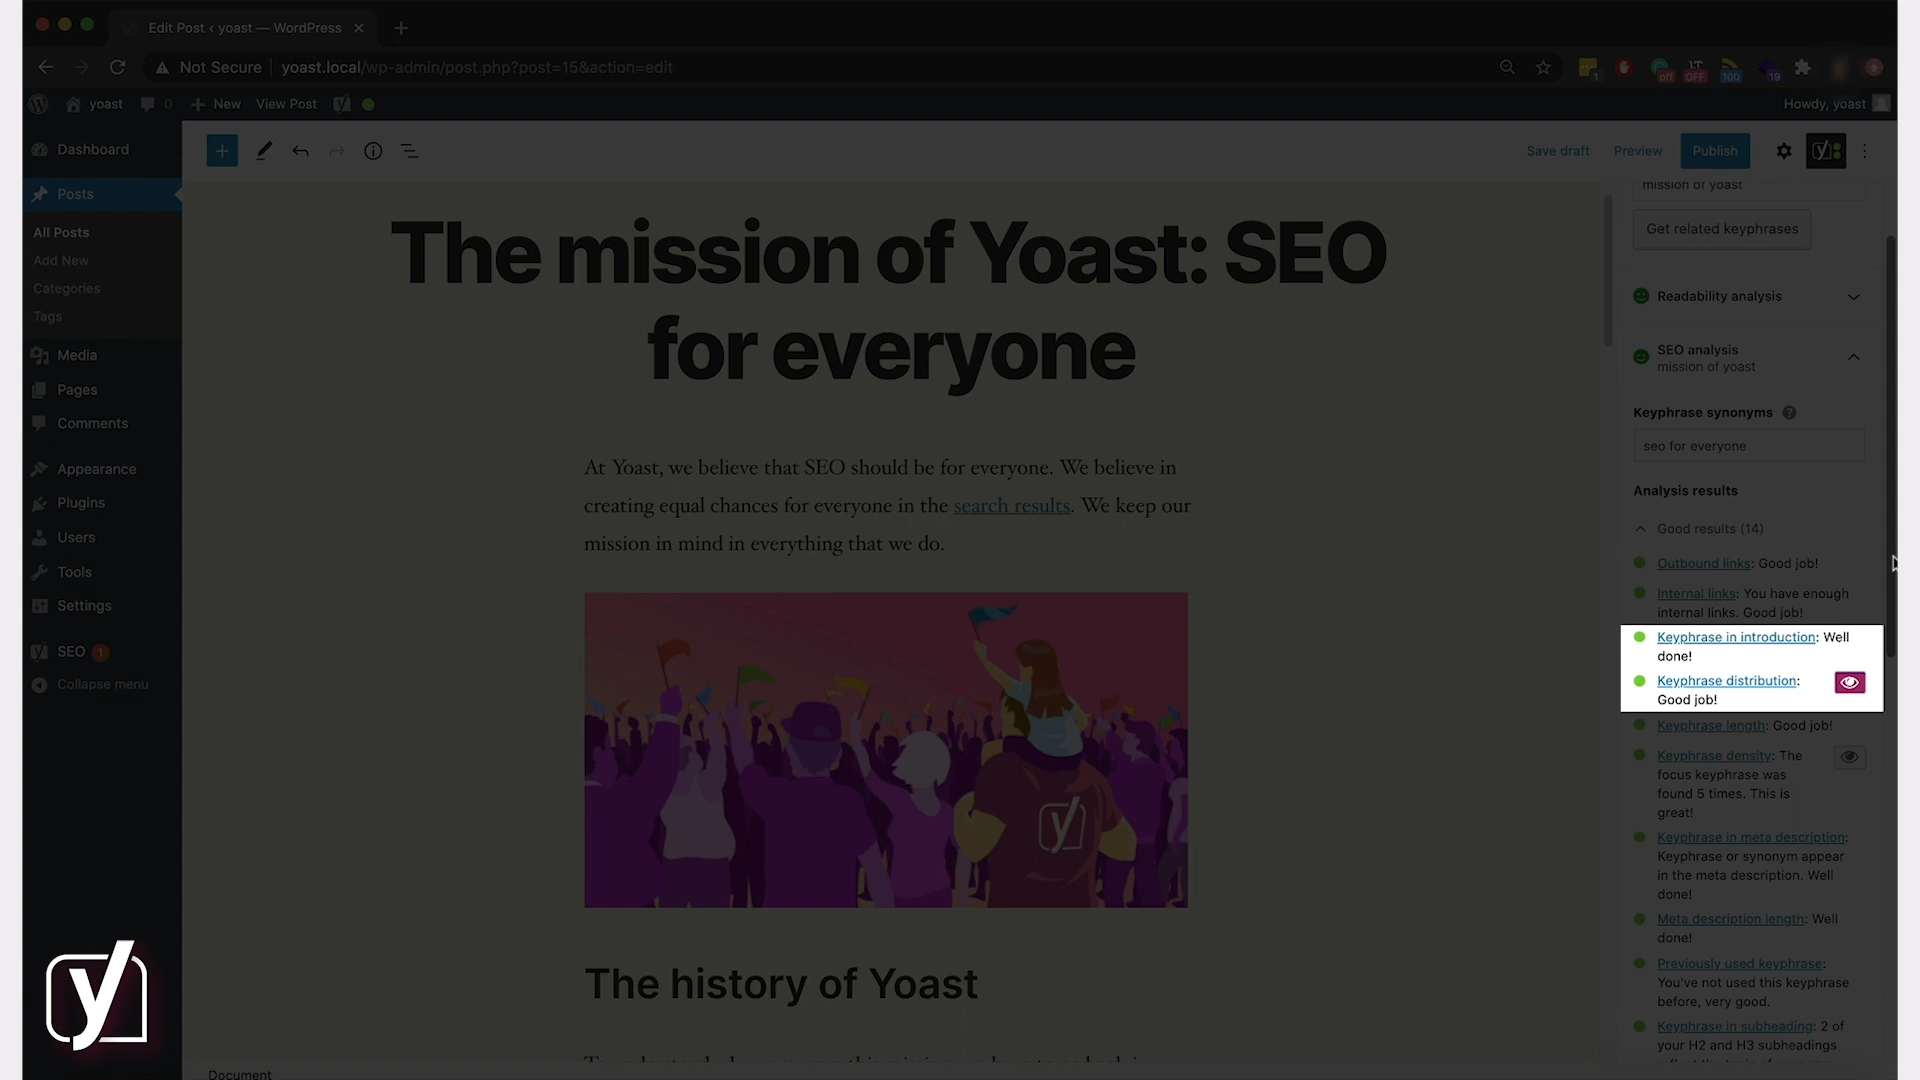 Edit Post ‹ yoast — WordPress
Not Secure
yoast.local/wp-admin/post.php?post=15&action=edit
1
off
OFF
100
19
yoast
0
New
View Post
Howdy, yoast
Dashboard
Posts
All Posts
Add New
Categories
Tags
Media
Pages
Comments
Appearance
Plugins
Users
Tools
Settings
SEO 1
Collapse menu
Save draft
Preview
Publish
The mission of Yoast: SEO
for everyone
At Yoast, we believe that SEO should be for everyone. We believe in
creating equal chances for everyone in the search results. We keep our
mission in mind in everything that we do.
The history of Yoast
Document
mission of yoast
Get related keyphrases
Readability analysis
SEO analysis
mission of yoast
Keyphrase synonyms
seo for everyone
Analysis results
Good results (14)
Outbound links: Good job!
Internal links: You have enough
internal links. Good job!
Keyphrase in introduction: Well
done!
Keyphrase distribution:
Good job!
Keyphrase length: Good job!
Keyphrase density: The
focus keyphrase was
found 5 times. This is
great!
Keyphrase in meta description:
Keyphrase or synonym appear
in the meta description. Well
done!
Meta description length: Well
done!
Previously used keyphrase:
You've not used this keyphrase
before, very good.
Keyphrase in subheading: 2 of
your H2 and H3 subheadings